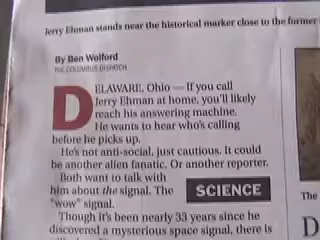 Jerry Ehman stands near the historical marker close to the former
By Ben Wolford
THE COLUMBUS DISPATCH
DELAWARE, Ohio — If you call
Jerry Ehman at home, you'll likely
reach his answering machine.
He wants to hear who's calling
before he picks up.
He's not anti-social, just cautious. It could
be another alien fanatic. Or another reporter.
Both want to talk with
him about the signal. The
"wow" signal.
SCIENCE
Though it's been nearly 33 years since he
discovered a mysterious space signal, there is
The
D